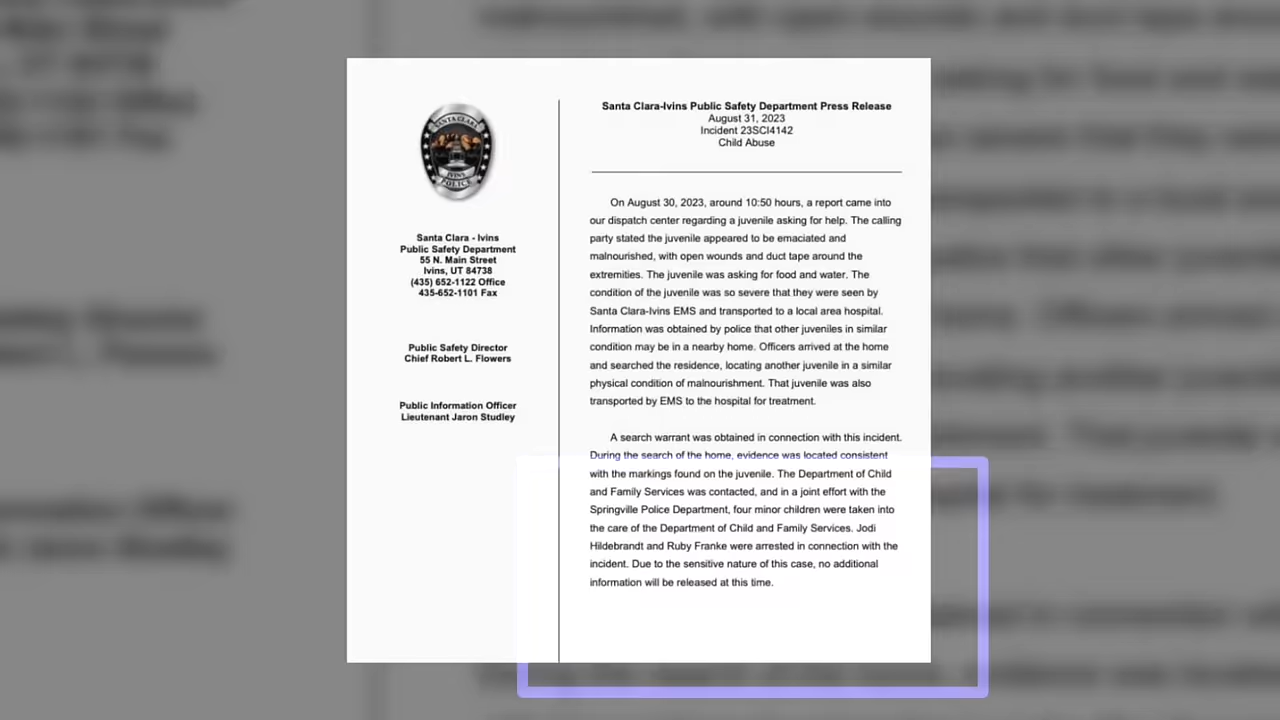 SANTA CLARA
IVINS
POLICE
Santa Clara - Ivins
Public Safety Department
55 N. Main Street
Ivins, UT 84738
(435) 652-1122 Office
435-652-1101 Fax
Public Safety Director
Chief Robert L. Flowers
Public Information Officer
Lieutenant Jaron Studley
Santa Clara-Ivins Public Safety Department Press Release
August 31, 2023
Incident 23SCI4142
Child Abuse
On August 30, 2023, around 10:50 hours, a report came into
our dispatch center regarding a juvenile asking for help. The calling
party stated the juvenile appeared to be emaciated and
malnourished, with open wounds and duct tape around the
extremities. The juvenile was asking for food and water. The
condition of the juvenile was so severe that they were seen by
Santa Clara-Ivins EMS and transported to a local area hospital.
Information was obtained by police that other juveniles in similar
condition may be in a nearby home. Officers arrived at the home
and searched the residence, locating another juvenile in a similar
physical condition of malnourishment. That juvenile was also
transported by EMS to the hospital for treatment.
A search warrant was obtained in connection with this incident.
During the search of the home, evidence was located consistent
with the markings found on the juvenile. The Department of Child
and Family Services was contacted, and in a joint effort with the
Springville Police Department, four minor children were taken into
the care of the Department of Child and Family Services. Jodi
Hildebrandt and Ruby Franke were arrested in connection with the
incident. Due to the sensitive nature of this case, no additional
information will be released at this time.